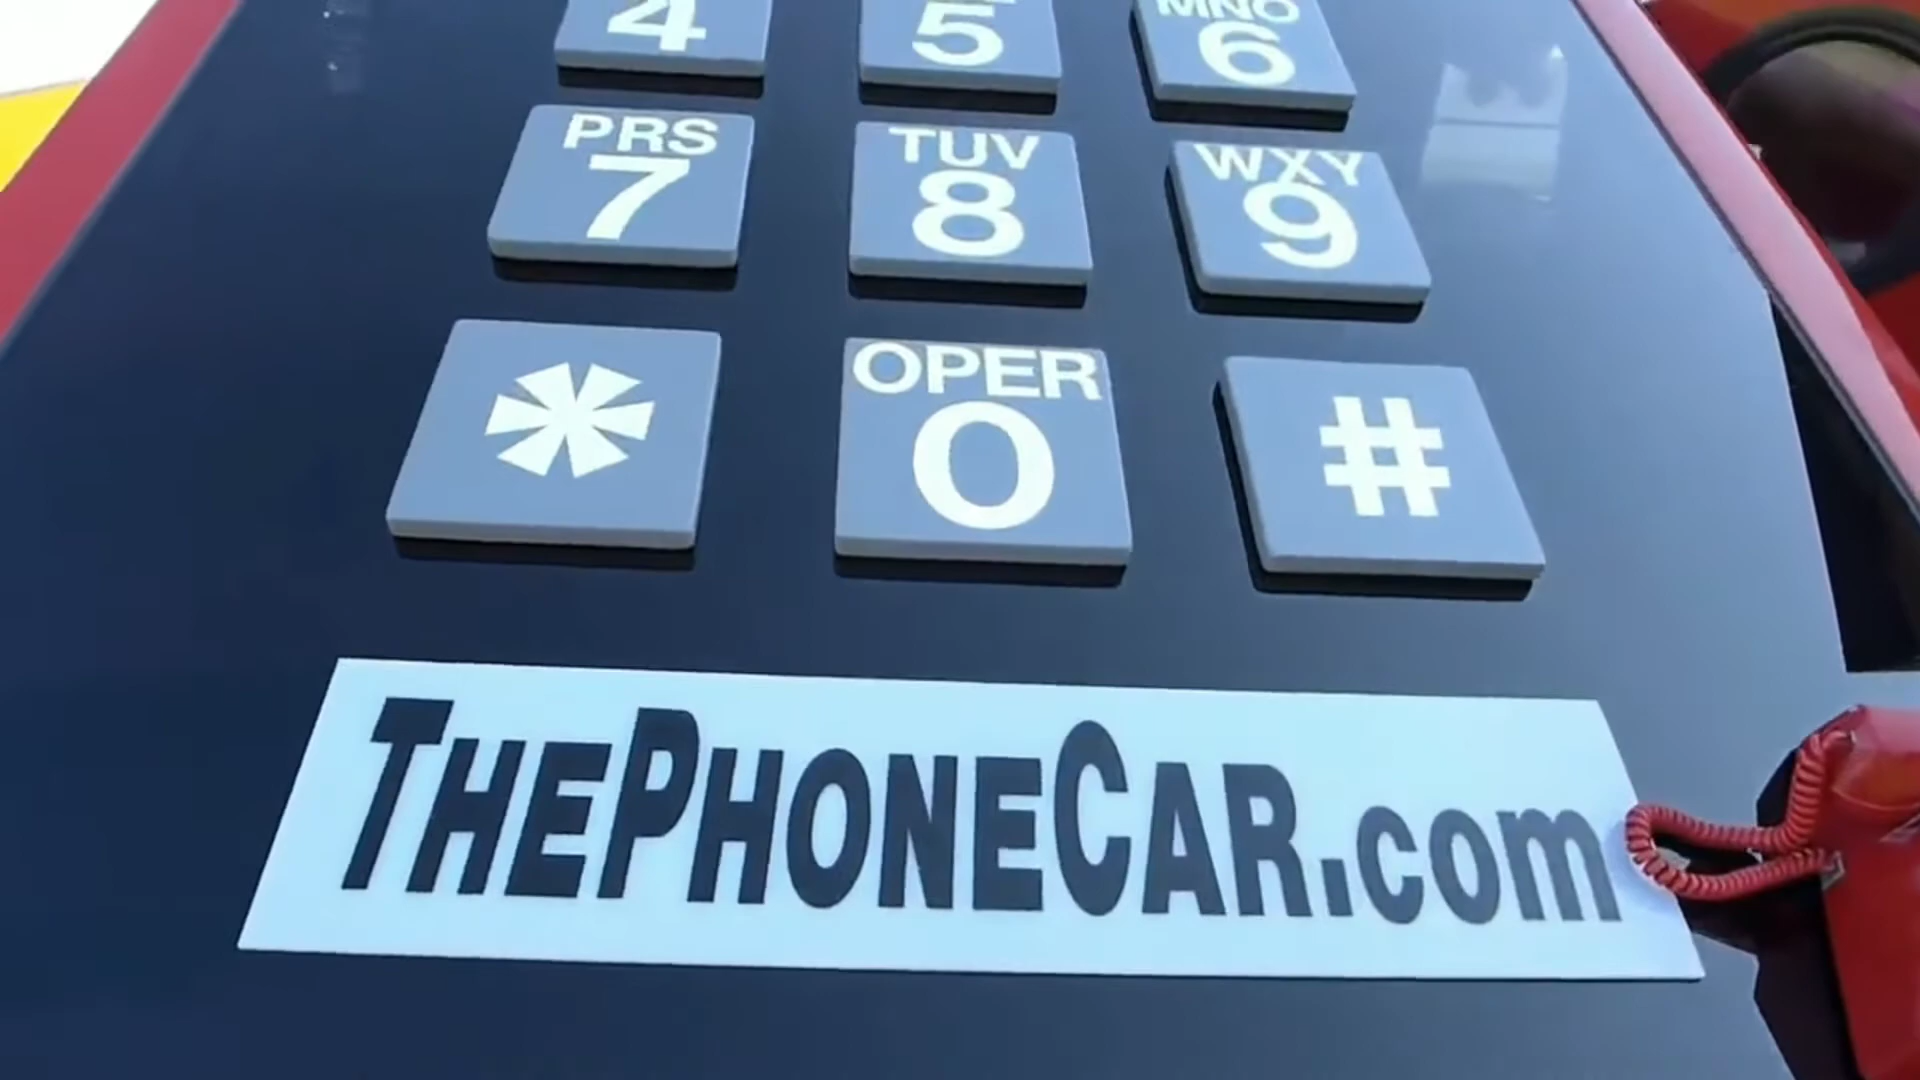 4 5 MNO 6
PRS 7 TUV 8 WXY 9
* OPER 0 #
THEPHONECAR.com